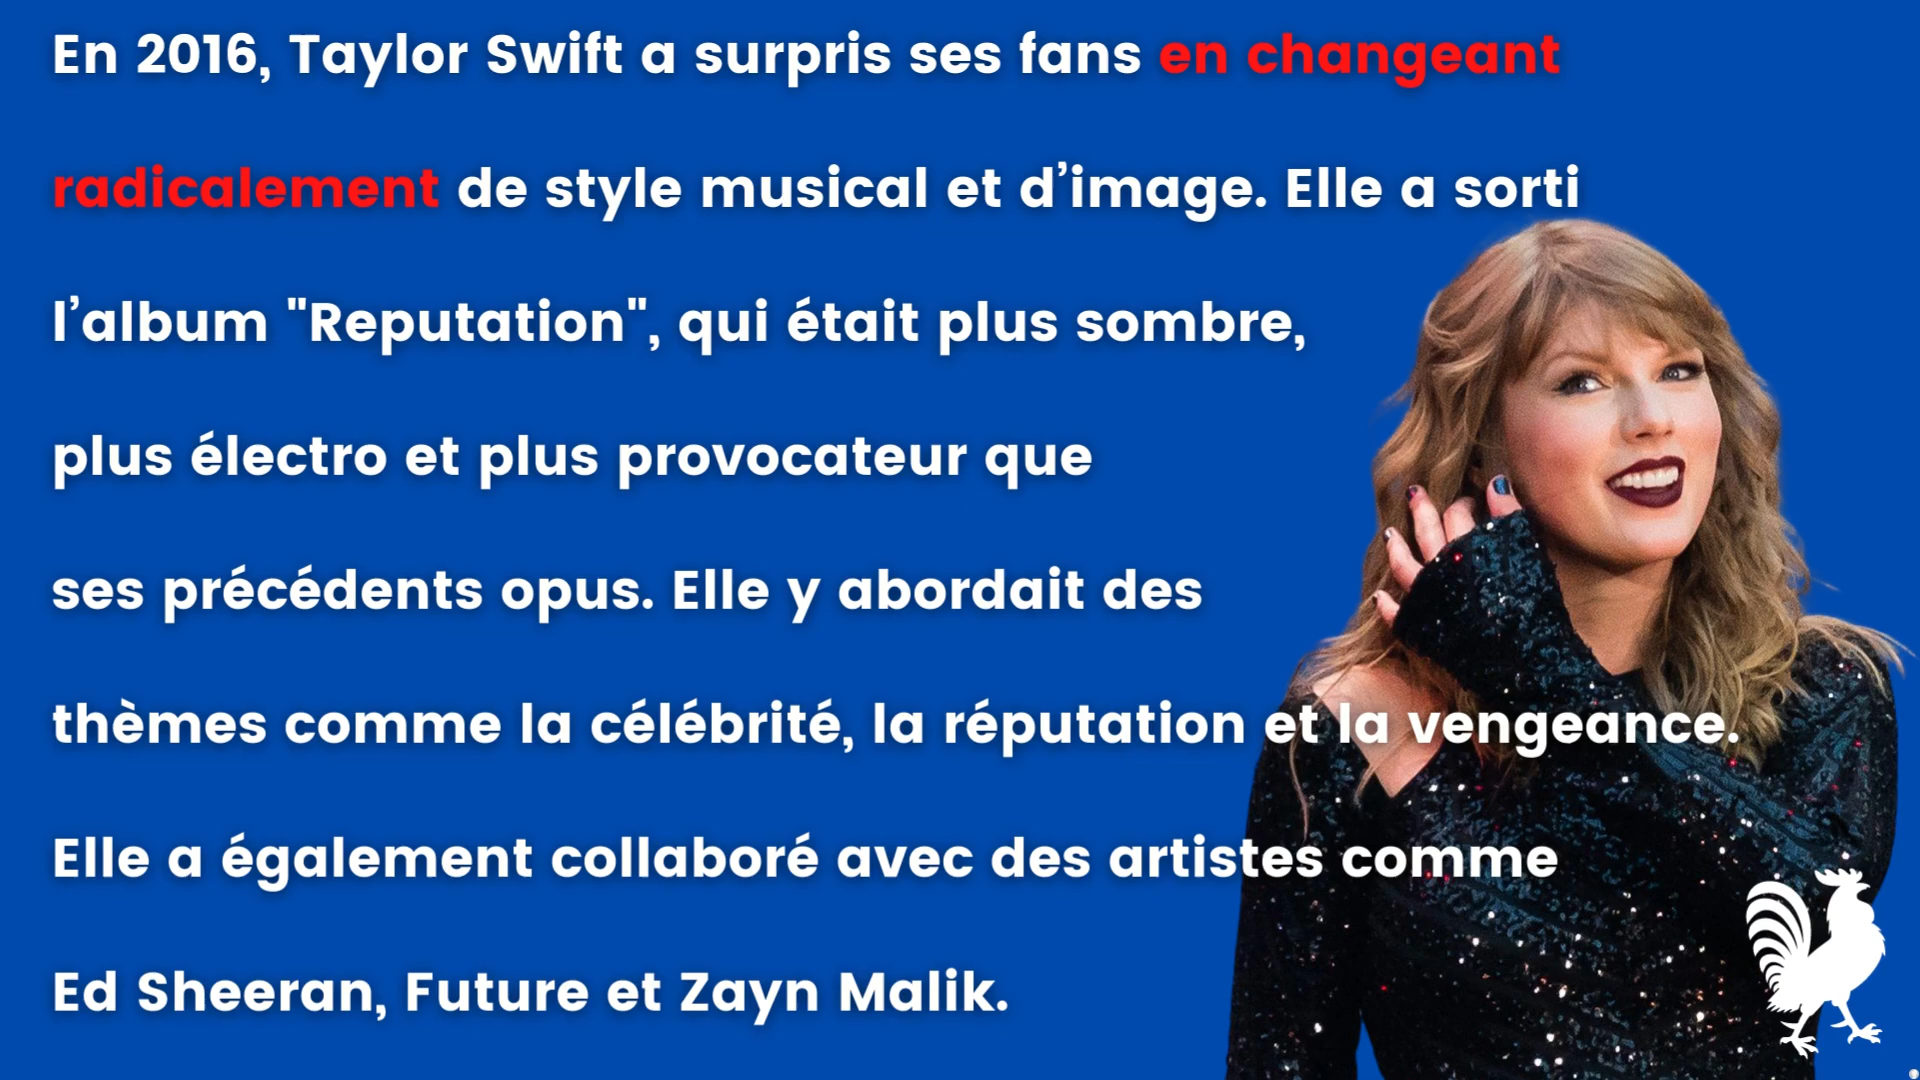 En 2016, Taylor Swift a surpris ses fans en changeant
radicalement de style musical et d’image. Elle a sorti
l’album "Reputation", qui était plus sombre,
plus électro et plus provocateur que
ses précédents opus. Elle y abordait des
thèmes comme la célébrité, la réputation et la vengeance.
Elle a également collaboré avec des artistes comme
Ed Sheeran, Future et Zayn Malik.